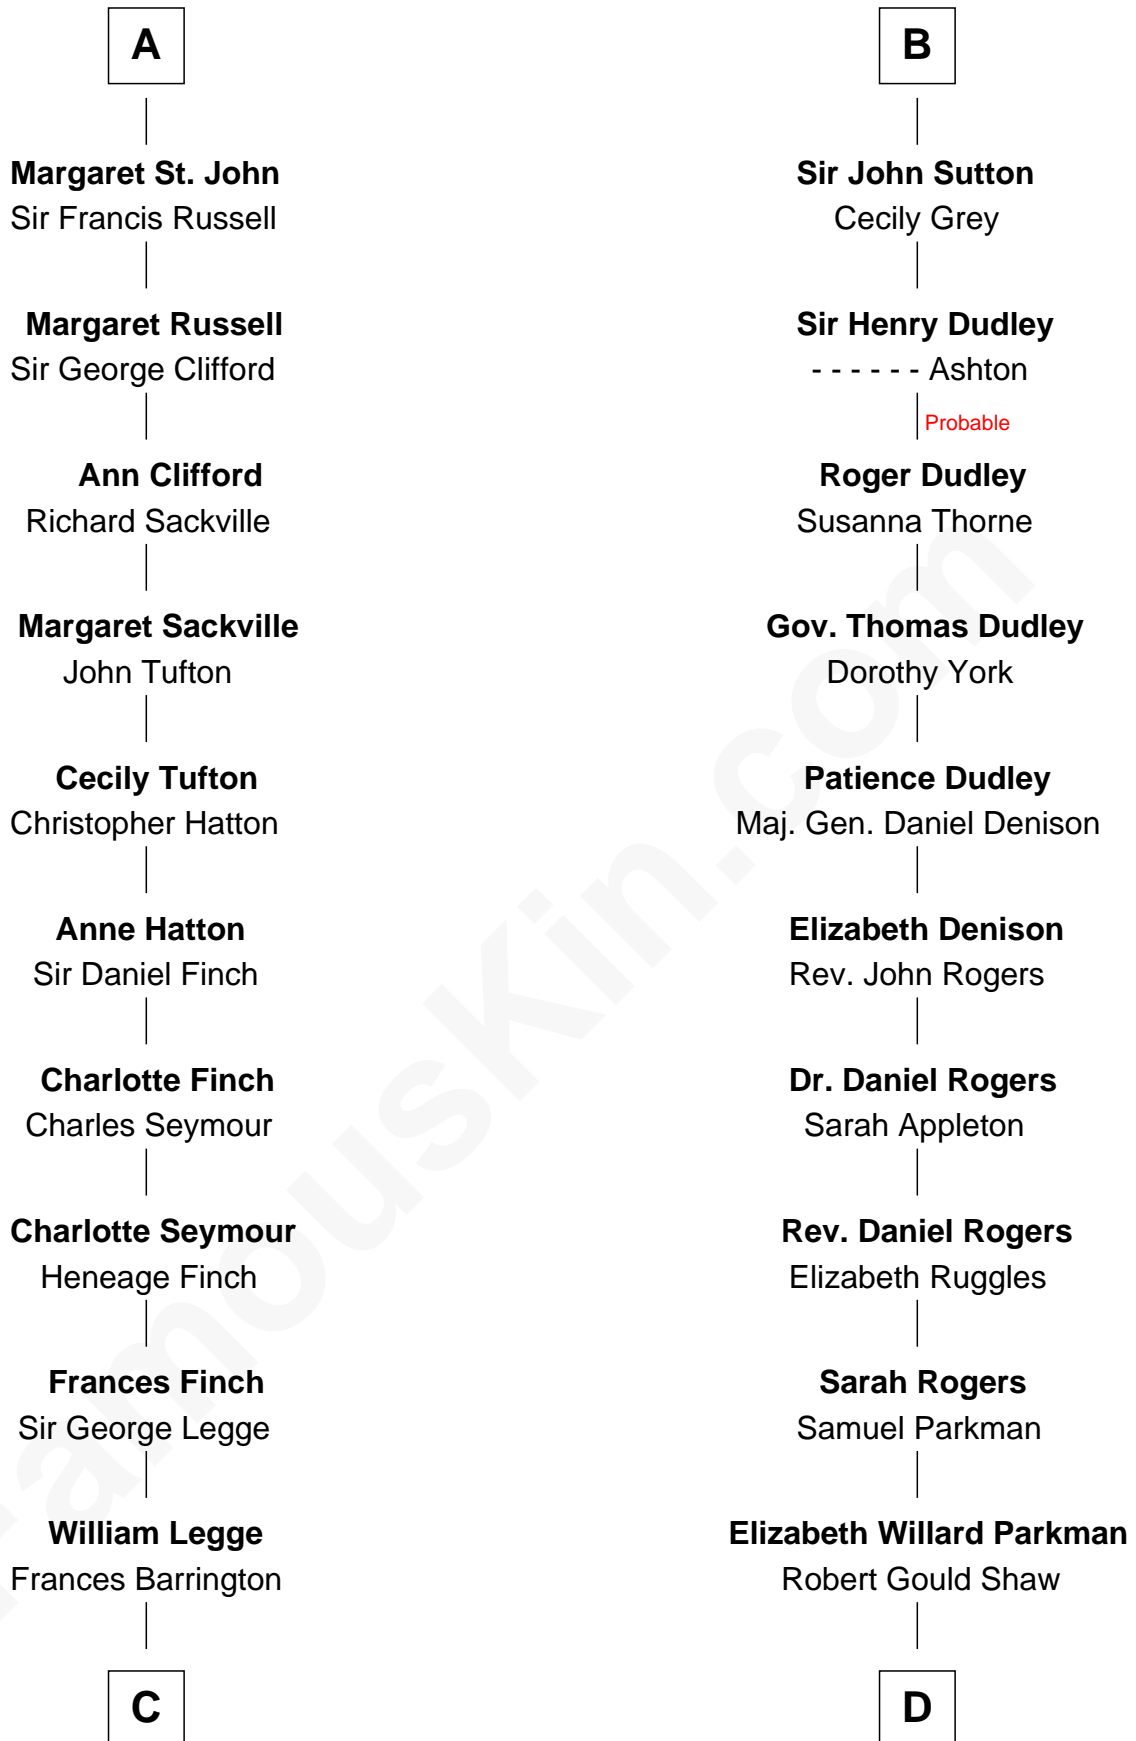 A
Margaret St. John
Sir Francis Russell
Margaret Russell
Sir George Clifford
Ann Clifford
Richard Sackville
Margaret Sackville
John Tufton
Cecily Tufton
Christopher Hatton
Anne Hatton
Sir Daniel Finch
Charlotte Finch
Charles Seymour
Charlotte Seymour
Heneage Finch
Frances Finch
Sir George Legge
William Legge
Frances Barrington
C
B
Sir John Sutton
Cecily Grey
Sir Henry Dudley
- - - - - - Ashton
Probable
Roger Dudley
Susanna Thorne
Gov. Thomas Dudley
Dorothy York
Patience Dudley
Maj. Gen. Daniel Denison
Elizabeth Denison
Rev. John Rogers
Dr. Daniel Rogers
Sarah Appleton
Rev. Daniel Rogers
Elizabeth Ruggles
Sarah Rogers
Samuel Parkman
Elizabeth Willard Parkman
Robert Gould Shaw
D
FamousKin.com